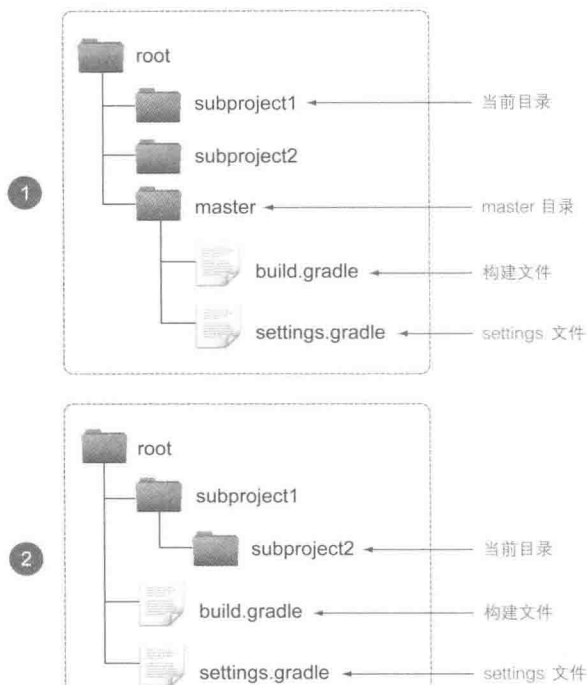 root
subproject1 当前目录
subproject2
1
master master 目录
build.gradle 构建文件
settings.gradle settings 文件
root
subproject1
2
subproject2 当前目录
build.gradle 构建文件
settings.gradle settings 文件